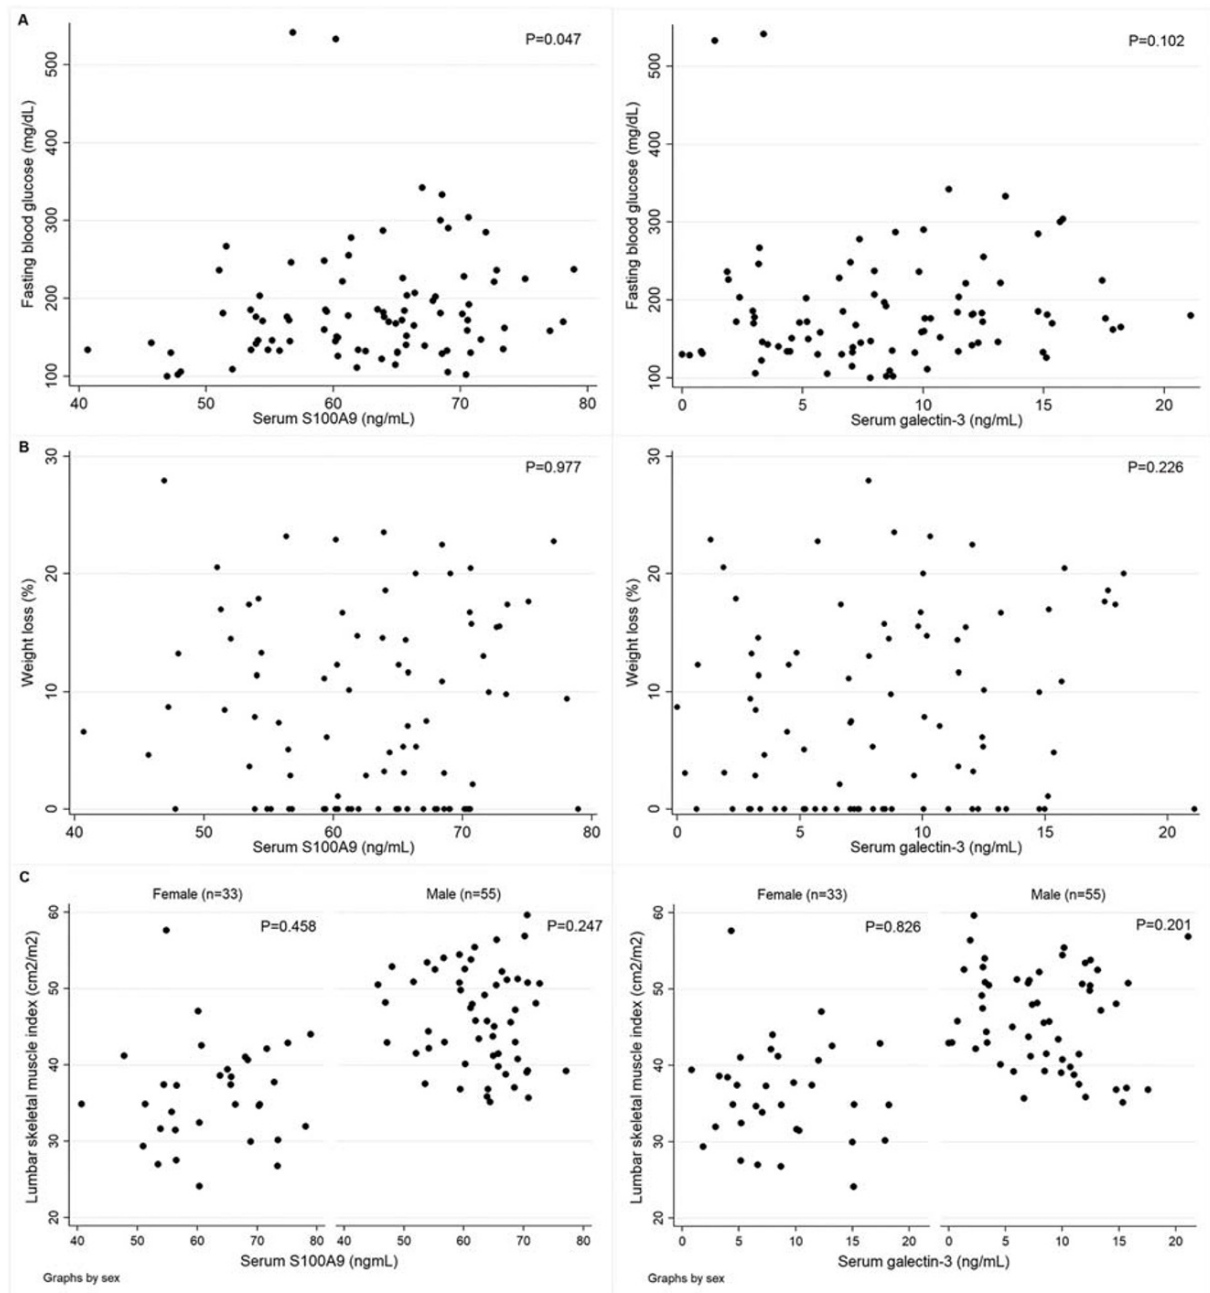 A
P=0.047
Fasting blood glucose (mg/dL)
500
400
300
200
100
40 50 60 70 80
Serum S100A9 (ng/mL)
P=0.102
Fasting blood glucose (mg/dL)
500
400
300
200
100
0 5 10 15 20
Serum galectin-3 (ng/mL)
B
P=0.977
Weight loss (%)
30
20
10
0
40 50 60 70 80
Serum S100A9 (ng/mL)
P=0.226
Weight loss (%)
30
20
10
0
0 5 10 15 20
Serum galectin-3 (ng/mL)
C
Female (n=33) Male (n=55)
P=0.458 P=0.247
Lumbar skeletal muscle index (cm2/m2)
60
50
40
30
20
40 50 60 70 80 40 50 60 70 80
Serum S100A9 (ngmL)
Graphs by sex
Female (n=33) Male (n=55)
P=0.826 P=0.201
Lumbar skeletal muscle index (cm2/m2)
60
50
40
30
20
0 5 10 15 20 0 5 10 15 20
Serum galectin-3 (ng/mL)
Graphs by sex